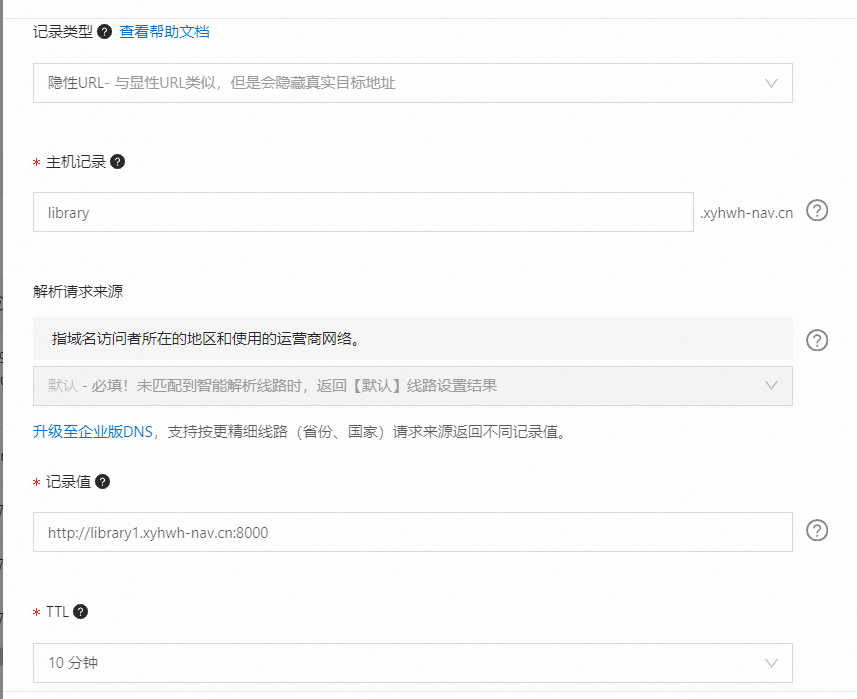 记录类型 查看帮助文档
隐性URL- 与显性URL类似，但是会隐藏真实目标地址
* 主机记录
library .xyhwh-nav.cn
解析请求来源
指域名访问者所在的地区和使用的运营商网络。
默认 - 必填！未匹配到智能解析线路时，返回【默认】线路设置结果
升级至企业版DNS，支持按更精细线路（省份、国家）请求来源返回不同记录值。
* 记录值
http://library1.xyhwh-nav.cn:8000
* TTL
10 分钟